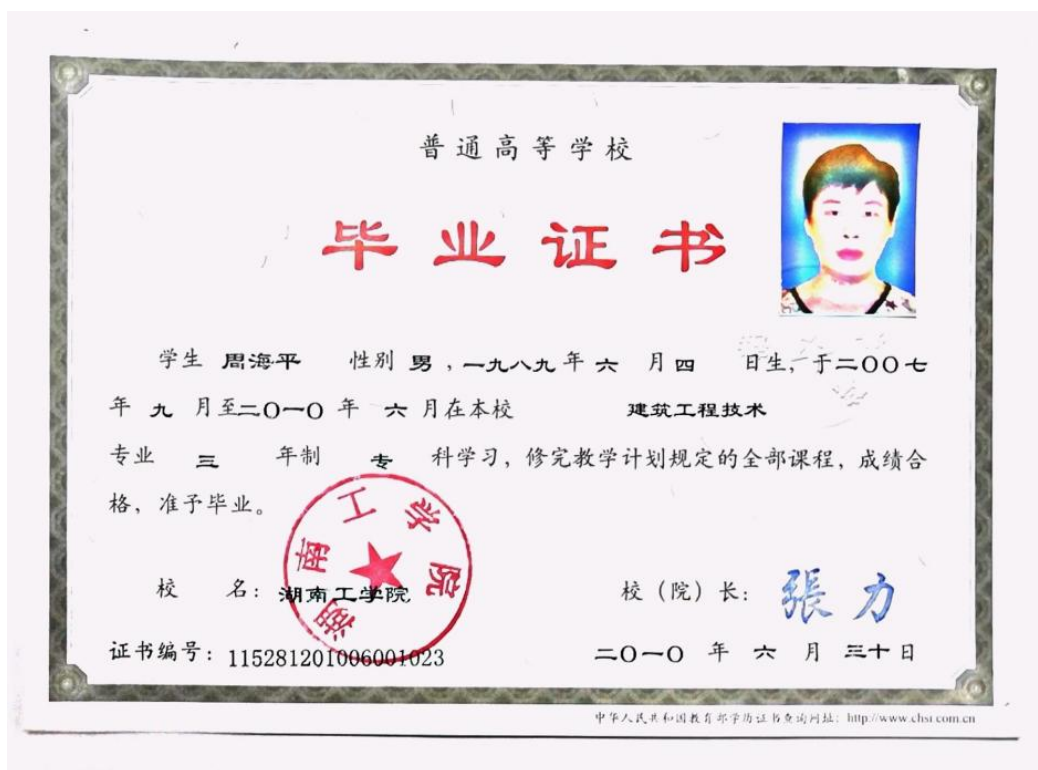 普通高等学校
毕业证书
学生 周海平 性别 男 , 一九八九 年 六 月 四 日生, 于二〇〇七
年 九 月至二〇一〇 年 六 月在本校 建筑工程技术
专业 三 年制 专 科学习, 修完教学计划规定的全部课程, 成绩合
格, 准予毕业。
湖南工学院
校 名: 湖南工学院 校（院）长: 張力
证书编号: 115281201006001023 二〇一〇 年 六 月 三十 日
中华人民共和国教育部学历证书查询网址: http://www.chsi.com.cn